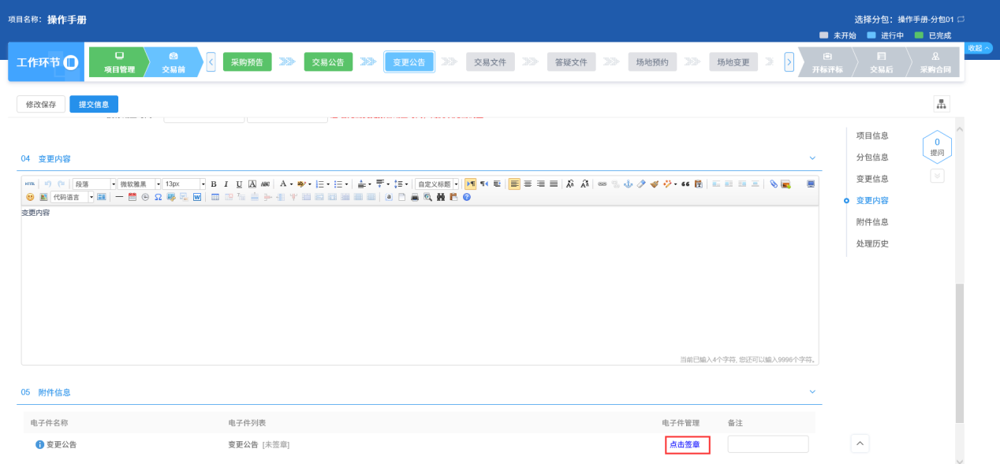 项目名称：操作手册
选择分包：操作手册-分包01
未开始 进行中 已完成
收起
工作环节
项目管理 交易前 采购预告 交易公告 变更公告 交易文件 答疑文件 场地预约 场地变更 开标评标 交易后 采购合同
修改保存 提交信息
04 变更内容
HTML 段落 微软雅黑 13px B I U A ABC A 自定义标题
代码语言
变更内容
当前已输入4个字符, 您还可以输入9996个字符。
05 附件信息
电子件名称 电子件列表 电子件管理 备注
变更公告 变更公告 [未签章] 点击签章
项目信息
分包信息
变更信息
变更内容
附件信息
处理历史
0
提问